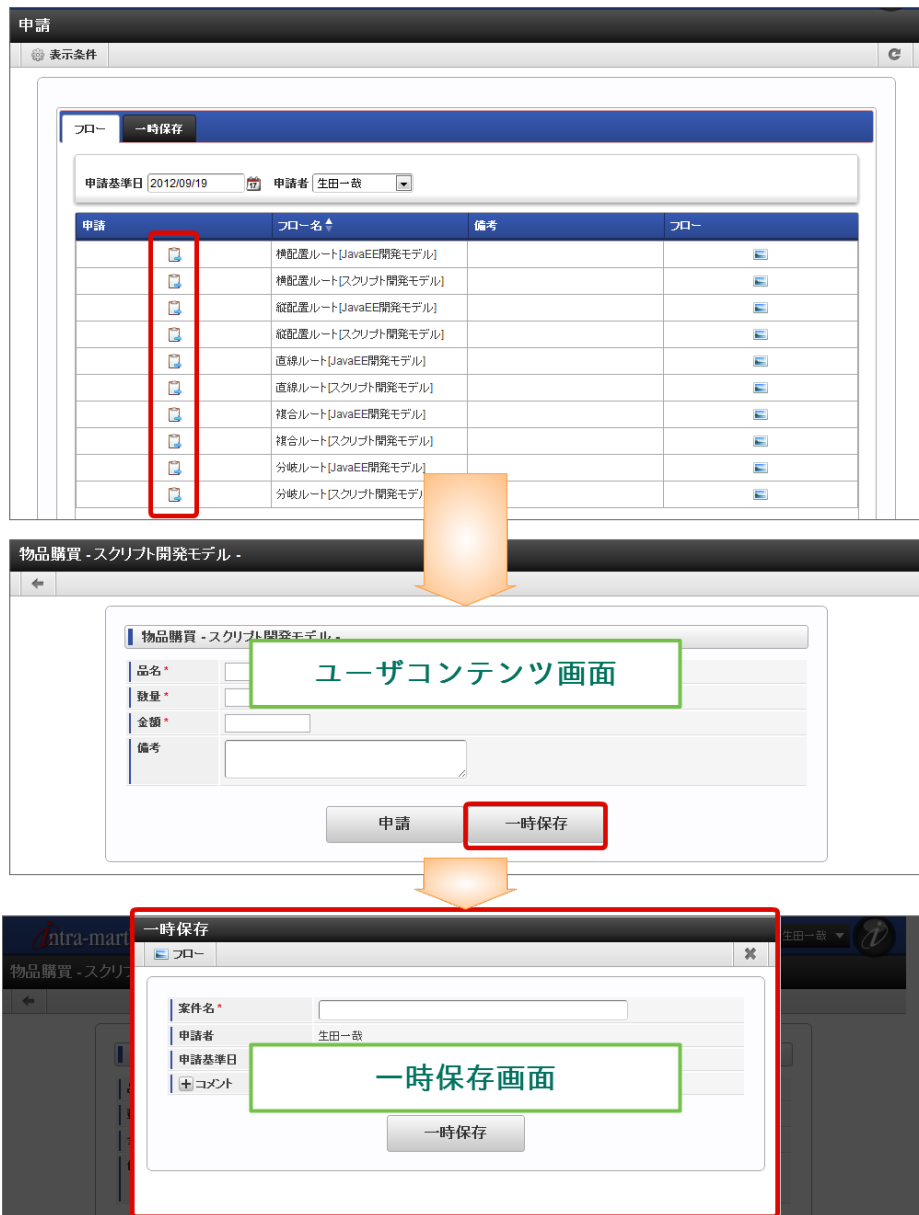 申請
表示条件
フロー 一時保存
申請基準日 2012/09/19 17 申請者 生田一哉
申請 フロー名 備考 フロー
横配置ルート[JavaEE開発モデル]
横配置ルート[スクリプト開発モデル]
縦配置ルート[JavaEE開発モデル]
縦配置ルート[スクリプト開発モデル]
直線ルート[JavaEE開発モデル]
直線ルート[スクリプト開発モデル]
複合ルート[JavaEE開発モデル]
複合ルート[スクリプト開発モデル]
分岐ルート[JavaEE開発モデル]
分岐ルート[スクリプト開発モデ
物品購買 - スクリプト開発モデル -
物品購買 - スクリプト開発モデル -
ユーザコンテンツ画面
品名 *
数量 *
金額 *
備考
申請 一時保存
intra-mart 一時保存 生田一哉
物品購買 - スクリ フロー
案件名 *
申請者 生田一哉
申請基準日
コメント
一時保存画面
一時保存